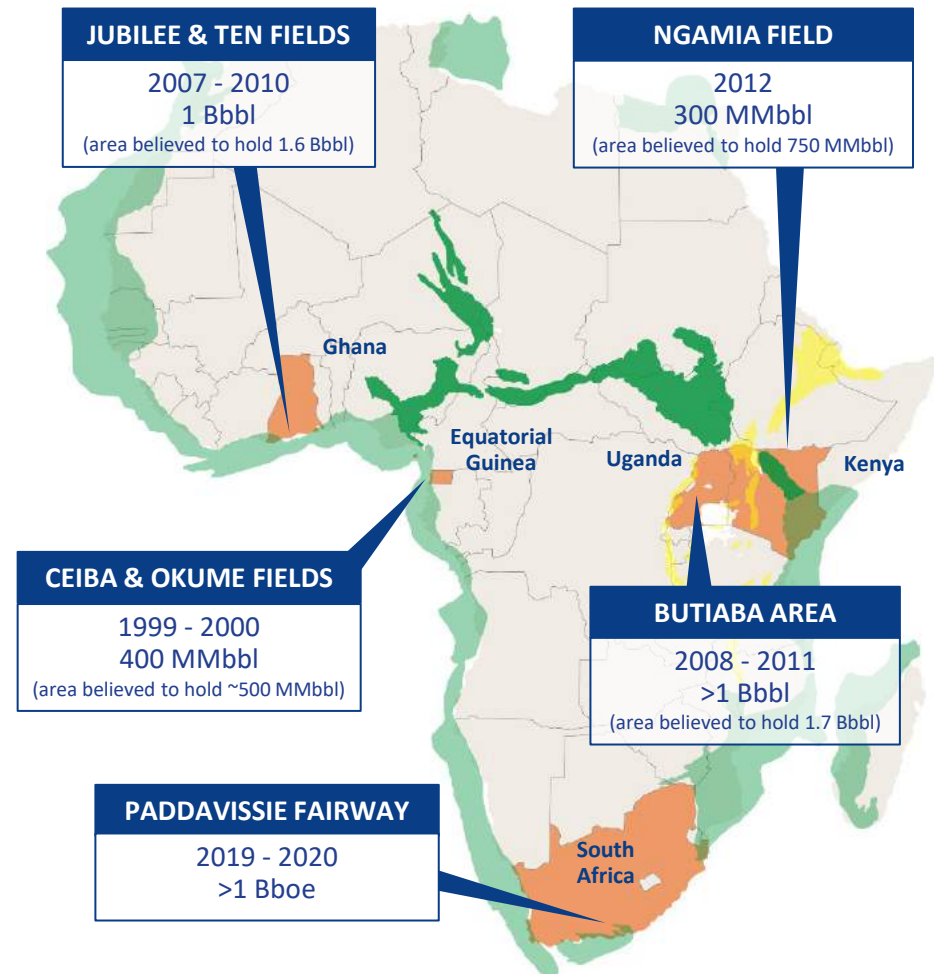 JUBILEE & TEN FIELDS
2007 - 2010
1 Bbbl
(area believed to hold 1.6 Bbbl)
NGAMIA FIELD
2012
300 MMbbl
(area believed to hold 750 MMbbl)
Ghana
Equatorial
Guinea
Uganda
Kenya
CEIBA & OKUME FIELDS
1999 - 2000
400 MMbbl
(area believed to hold ~500 MMbbl)
BUTIABA AREA
2008 - 2011
>1 Bbbl
(area believed to hold 1.7 Bbbl)
PADDAVISSIE FAIRWAY
2019 - 2020
>1 Bboe
South
Africa